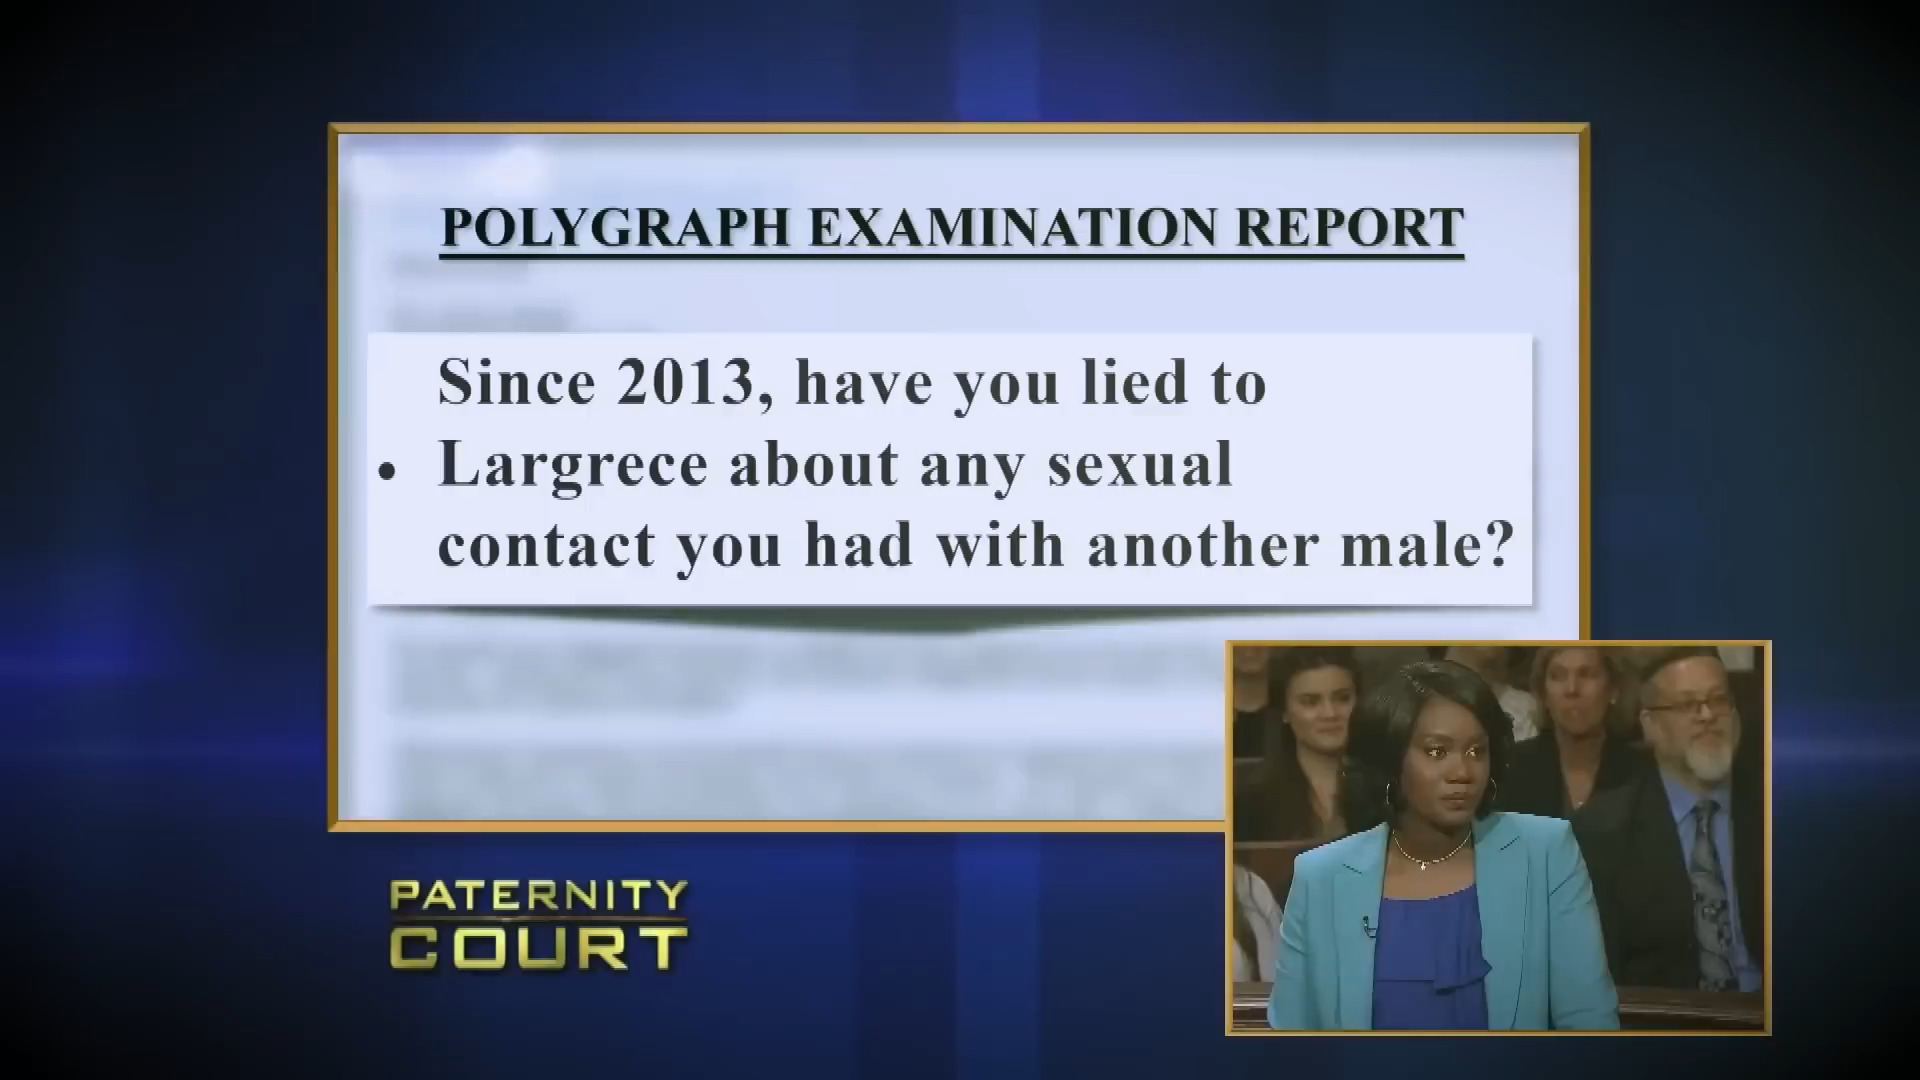 POLYGRAPH EXAMINATION REPORT
Since 2013, have you lied to
• Largrece about any sexual
contact you had with another male?
PATERNITY
COURT